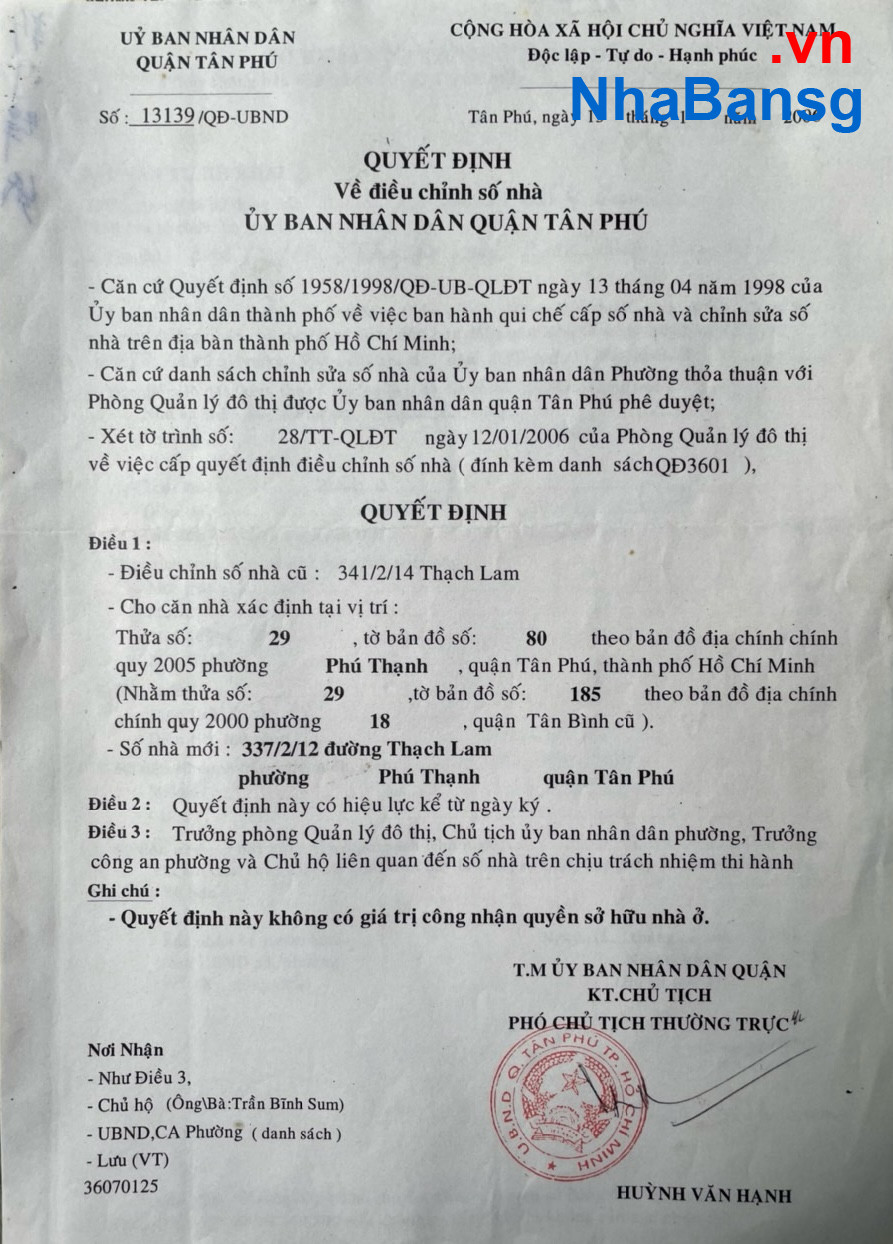 UỶ BAN NHÂN DÂN
QUẬN TÂN PHÚ
Số : 13139 /QĐ-UBND
CỘNG HÒA XÃ HỘI CHỦ NGHĨA VIỆT NAM
Độc lập - Tự do - Hạnh phúc
.vn
NhaBansg
Tân Phú, ngày tháng năm
QUYẾT ĐỊNH
Về điều chỉnh số nhà
ỦY BAN NHÂN DÂN QUẬN TÂN PHÚ
- Căn cứ Quyết định số 1958/1998/QĐ-UB-QLĐT ngày 13 tháng 04 năm 1998 của
Ủy ban nhân dân thành phố về việc ban hành qui chế cấp số nhà và chỉnh sửa số
nhà trên địa bàn thành phố Hồ Chí Minh;
- Căn cứ danh sách chỉnh sửa số nhà của Ủy ban nhân dân Phường thỏa thuận với
Phòng Quản lý đô thị được Ủy ban nhân dân quận Tân Phú phê duyệt;
- Xét tờ trình số: 28/TT-QLĐT ngày 12/01/2006 của Phòng Quản lý đô thị
về việc cấp quyết định điều chỉnh số nhà ( đính kèm danh sách QĐ3601 ),
QUYẾT ĐỊNH
Điều 1 :
- Điều chỉnh số nhà cũ : 341/2/14 Thạch Lam
- Cho căn nhà xác định tại vị trí :
Thửa số: 29 , tờ bản đồ số: 80 theo bản đồ địa chính chính
quy 2005 phường Phú Thạnh , quận Tân Phú, thành phố Hồ Chí Minh
(Nhằm thửa số: 29 ,tờ bản đồ số: 185 theo bản đồ địa chính
chính quy 2000 phường 18 , quận Tân Bình cũ ).
- Số nhà mới : 337/2/12 đường Thạch Lam
phường Phú Thạnh quận Tân Phú
Điều 2 : Quyết định này có hiệu lực kể từ ngày ký .
Điều 3 : Trưởng phòng Quản lý đô thị, Chủ tịch ủy ban nhân dân phường, Trưởng
công an phường và Chủ hộ liên quan đến số nhà trên chịu trách nhiệm thi hành
Ghi chú :
- Quyết định này không có giá trị công nhận quyền sở hữu nhà ở.
T.M ỦY BAN NHÂN DÂN QUẬN
KT.CHỦ TỊCH
PHÓ CHỦ TỊCH THƯỜNG TRỰC
U.B.N.D Q. TÂN PHÚ TP. HỒ CHÍ MINH
Nơi Nhận
- Như Điều 3,
- Chủ hộ (Ông\Bà:Trần Bĩnh Sum)
- UBND,CA Phường ( danh sách )
- Lưu (VT)
36070125
HUỲNH VĂN HẠNH